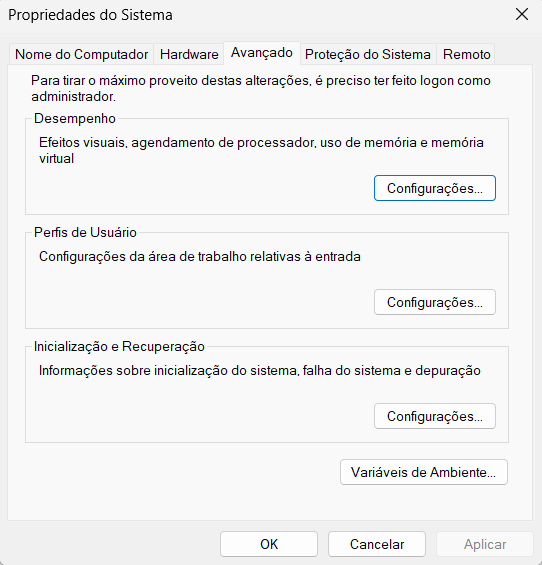 Propriedades do Sistema
Nome do Computador Hardware Avançado Proteção do Sistema Remoto
Para tirar o máximo proveito destas alterações, é preciso ter feito logon como
administrador.
Desempenho
Efeitos visuais, agendamento de processador, uso de memória e memória
virtual
Configurações...
Perfis de Usuário
Configurações da área de trabalho relativas à entrada
Configurações...
Inicialização e Recuperação
Informações sobre inicialização do sistema, falha do sistema e depuração
Configurações...
Variáveis de Ambiente...
OK Cancelar Aplicar